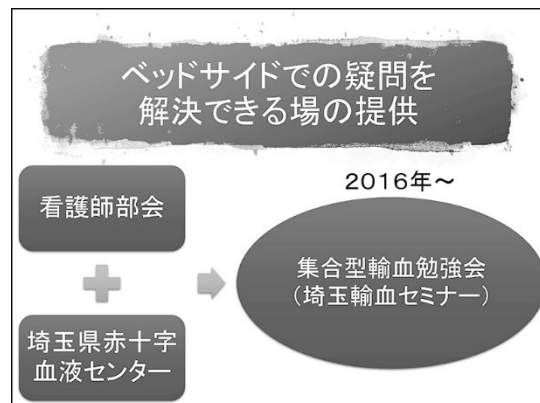 ベッドサイドでの疑問を
解決できる場の提供
看護師部会
埼玉県赤十字
血液センター
2016年~
集合型輸血勉強会
(埼玉輸血セミナー)